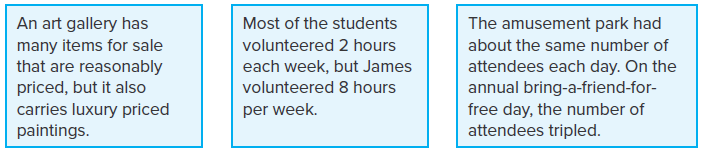 An art gallery has
many items for sale
that are reasonably
priced, but it also
carries luxury priced
paintings.
Most of the students
volunteered 2 hours
each week, but James
volunteered 8 hours
per week.
The amusement park had
about the same number of
attendees each day. On the
annual bring-a-friend-for-
free day, the number of
attendees tripled.